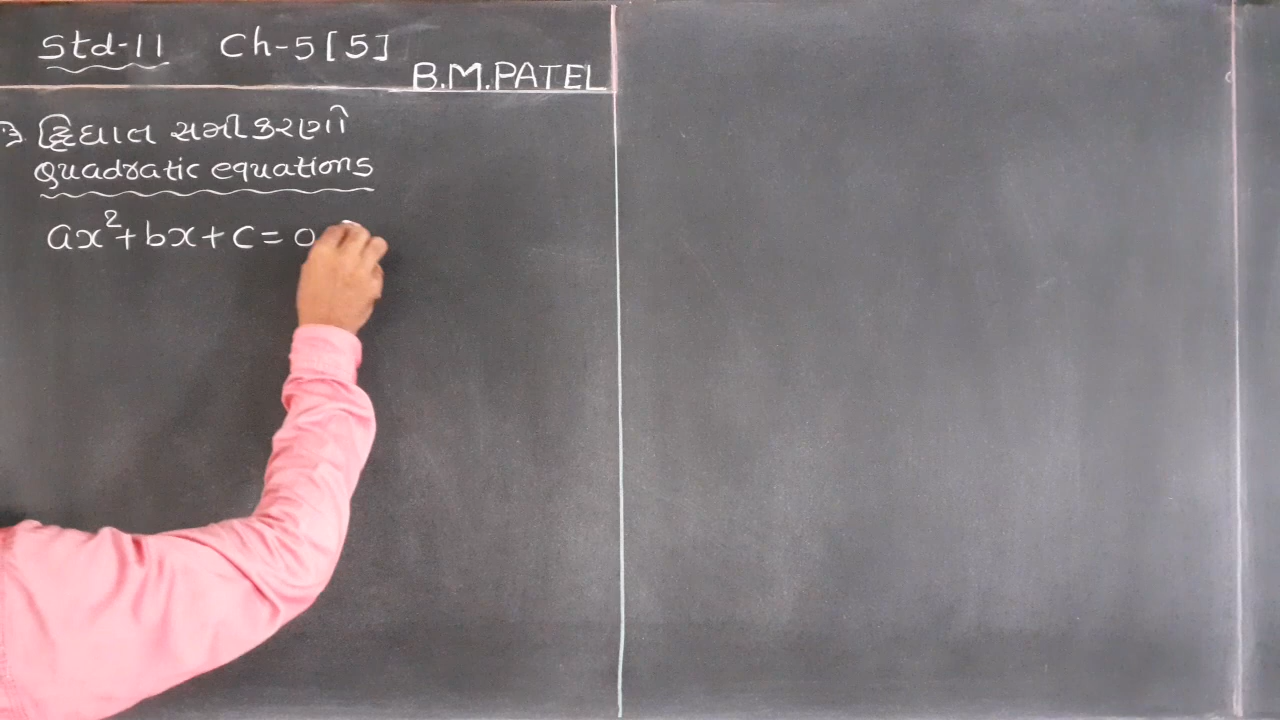 Std-11 Ch-5[5]
B.M.PATEL
દ્વિઘાત સમીકરણો
Quadratic equations
ax²+bx+c=0